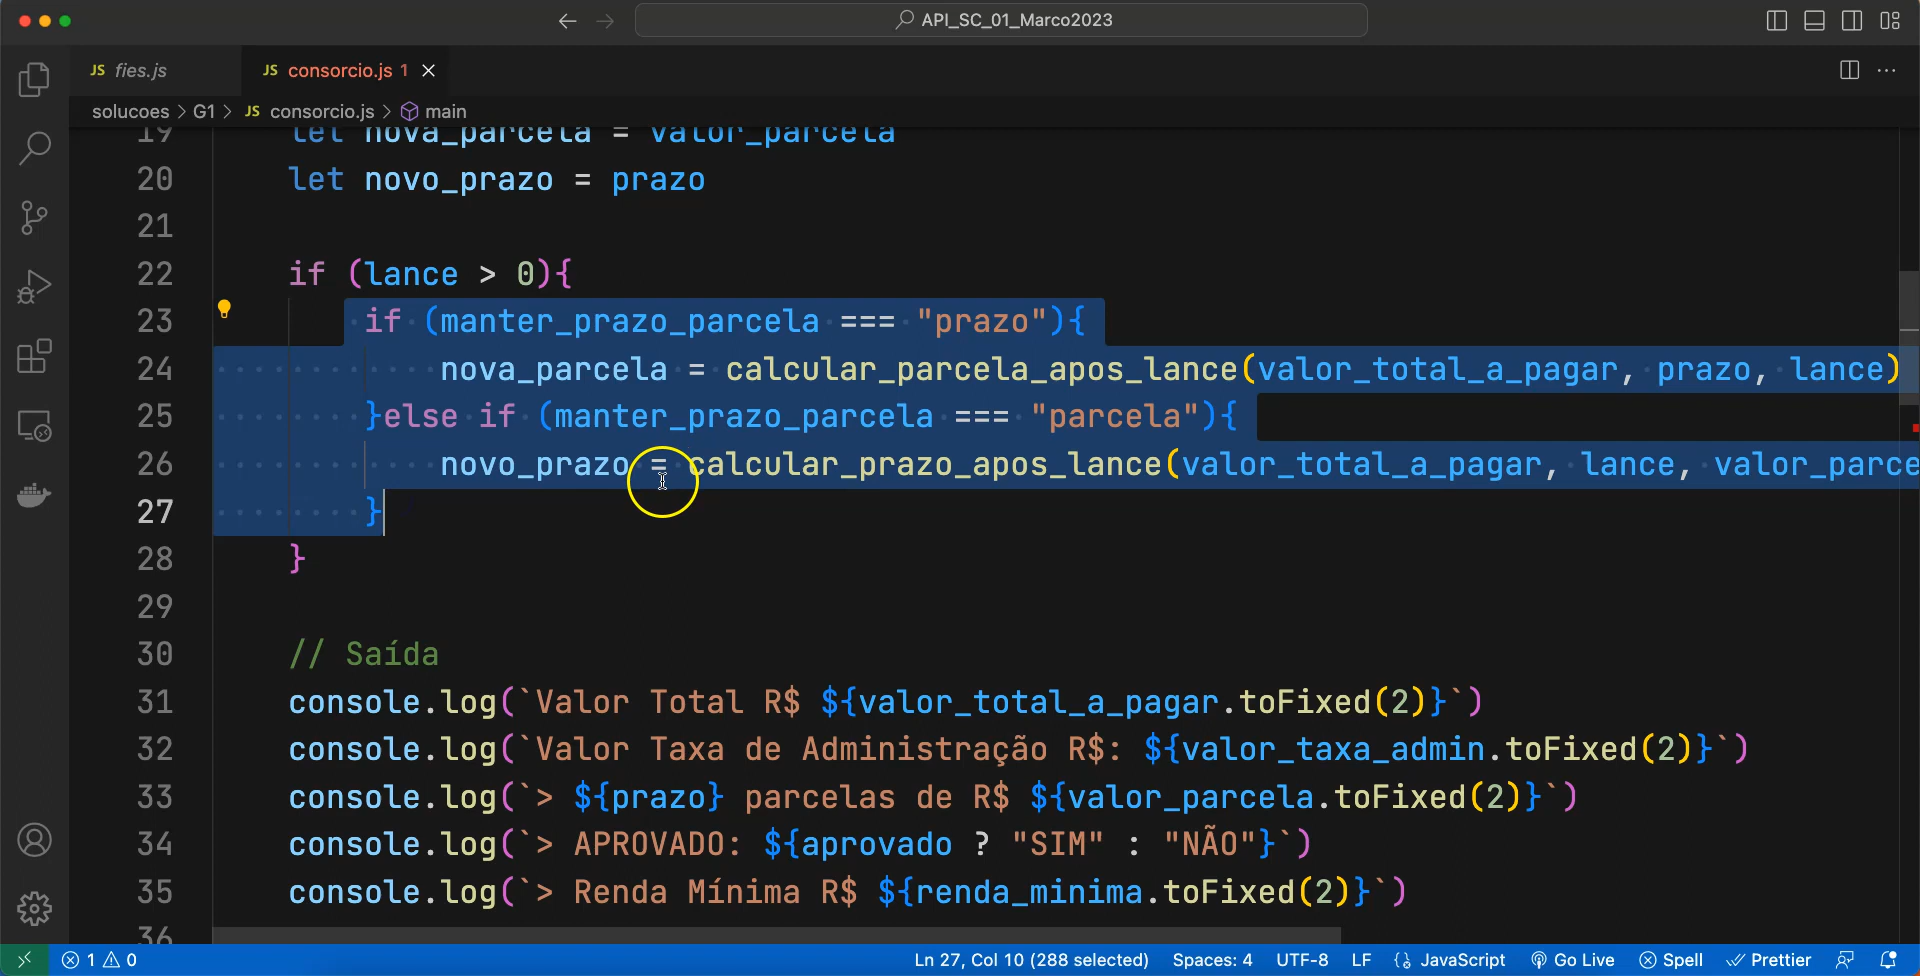 API_SC_01_Marco2023
JS fies.js
JS consorcio.js 1
solucoes > G1 > JS consorcio.js > main
19 let nova_parcela = valor_parcela
20 let novo_prazo = prazo
21
22 if (lance > 0){
23 if (manter_prazo_parcela === "prazo"){
24 nova_parcela = calcular_parcela_apos_lance(valor_total_a_pagar, prazo, lance)
25 }else if (manter_prazo_parcela === "parcela"){
26 novo_prazo = calcular_prazo_apos_lance(valor_total_a_pagar, lance, valor_parce
27 }
28 }
29
30 // Saída
31 console.log(`Valor Total R$ ${valor_total_a_pagar.toFixed(2)}`)
32 console.log(`Valor Taxa de Administração R$: ${valor_taxa_admin.toFixed(2)}`)
33 console.log(`> ${prazo} parcelas de R$ ${valor_parcela.toFixed(2)}`)
34 console.log(`> APROVADO: ${aprovado ? "SIM" : "NÃO"}`)
35 console.log(`> Renda Mínima R$ ${renda_minima.toFixed(2)}`)
36
1 0 Ln 27, Col 10 (288 selected) Spaces: 4 UTF-8 LF JavaScript Go Live Spell Prettier